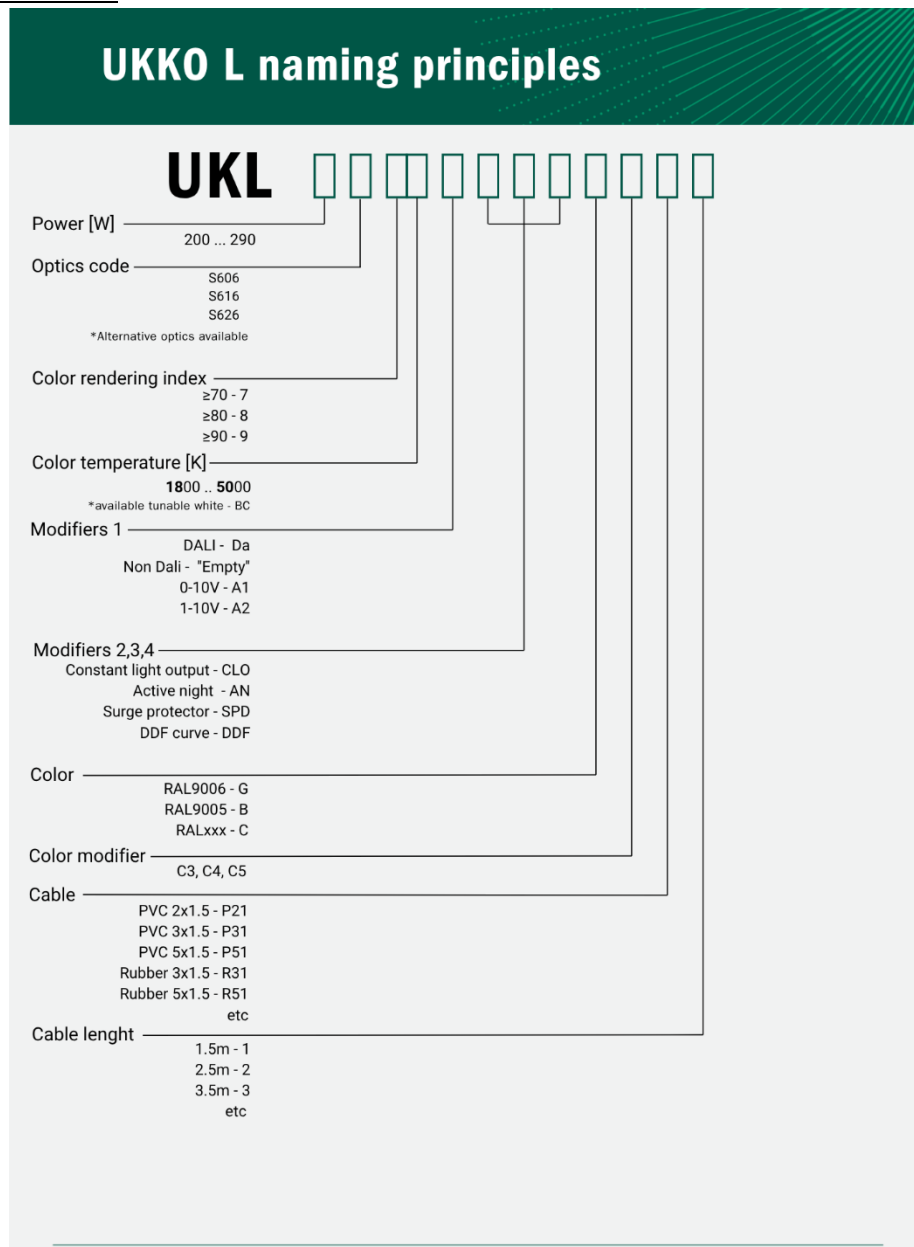 UKKO L naming principles
UKL
Power [W]
200 ... 290
Optics code
S606
S616
S626
*Alternative optics available
Color rendering index
≥70 - 7
≥80 - 8
≥90 - 9
Color temperature [K]
1800 .. 5000
*available tunable white - BC
Modifiers 1
DALI - Da
Non Dali - "Empty"
0-10V - A1
1-10V - A2
Modifiers 2,3,4
Constant light output - CLO
Active night - AN
Surge protector - SPD
DDF curve - DDF
Color
RAL9006 - G
RAL9005 - B
RALxxx - C
Color modifier
C3, C4, C5
Cable
PVC 2x1.5 - P21
PVC 3x1.5 - P31
PVC 5x1.5 - P51
Rubber 3x1.5 - R31
Rubber 5x1.5 - R51
etc
Cable lenght
1.5m - 1
2.5m - 2
3.5m - 3
etc